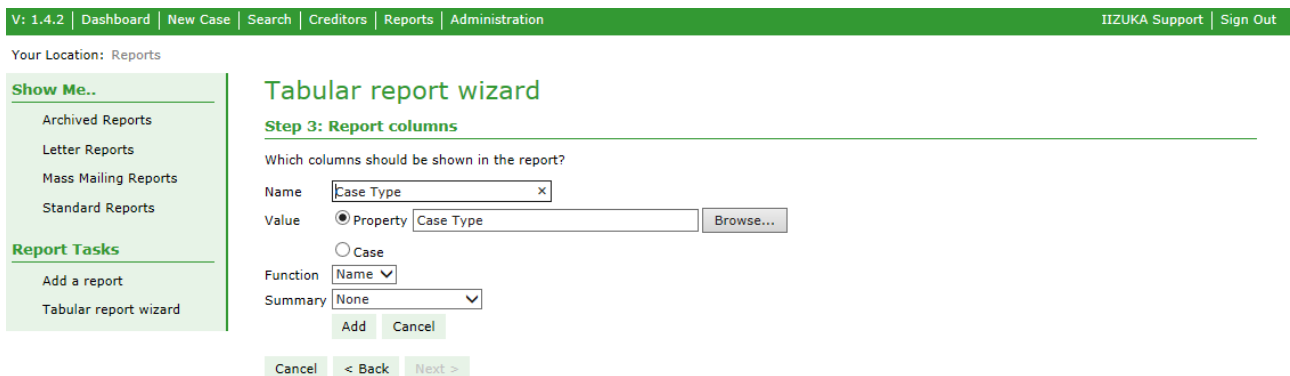 V: 1.4.2 | Dashboard | New Case | Search | Creditors | Reports | Administration IIZUKA Support | Sign Out
Your Location: Reports
Show Me..
Archived Reports
Letter Reports
Mass Mailing Reports
Standard Reports
Report Tasks
Add a report
Tabular report wizard
Tabular report wizard
Step 3: Report columns
Which columns should be shown in the report?
Name Case Type ×
Value Property Case Type Browse...
Case
Function Name
Summary None
Add Cancel
Cancel < Back Next >